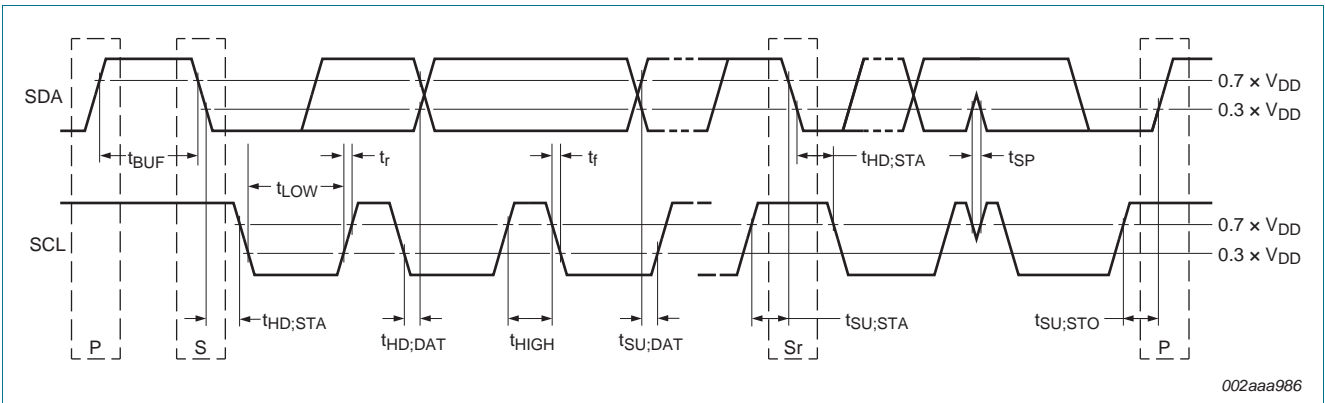 SDA
0.7 × VDD
0.3 × VDD
tBUF
tr
tf
tHD;STA
tSP
tLOW
SCL
0.7 × VDD
0.3 × VDD
tHD;STA
tHD;DAT
tHIGH
tSU;DAT
tSU;STA
tSU;STO
P
S
Sr
P
002aaa986